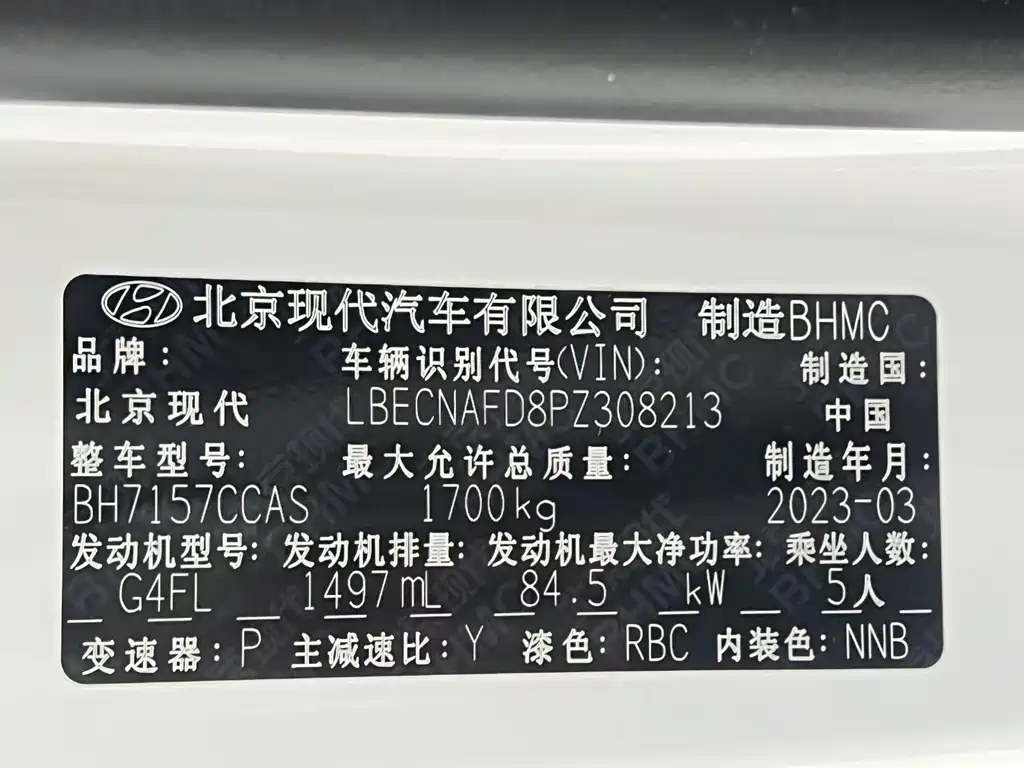 北京现代汽车有限公司 制造BHMC
品牌： 车辆识别代号(VIN)： 制造国：
北京现代 LBECNAFD8PZ308213 中国
整车型号： 最大允许总质量： 制造年月：
BH7157CCAS 1700kg 2023-03
发动机型号： 发动机排量： 发动机最大净功率： 乘坐人数：
G4FL 1497mL 84.5 kW 5人
变速器：P 主减速比：Y 漆色：RBC 内装色：NNB